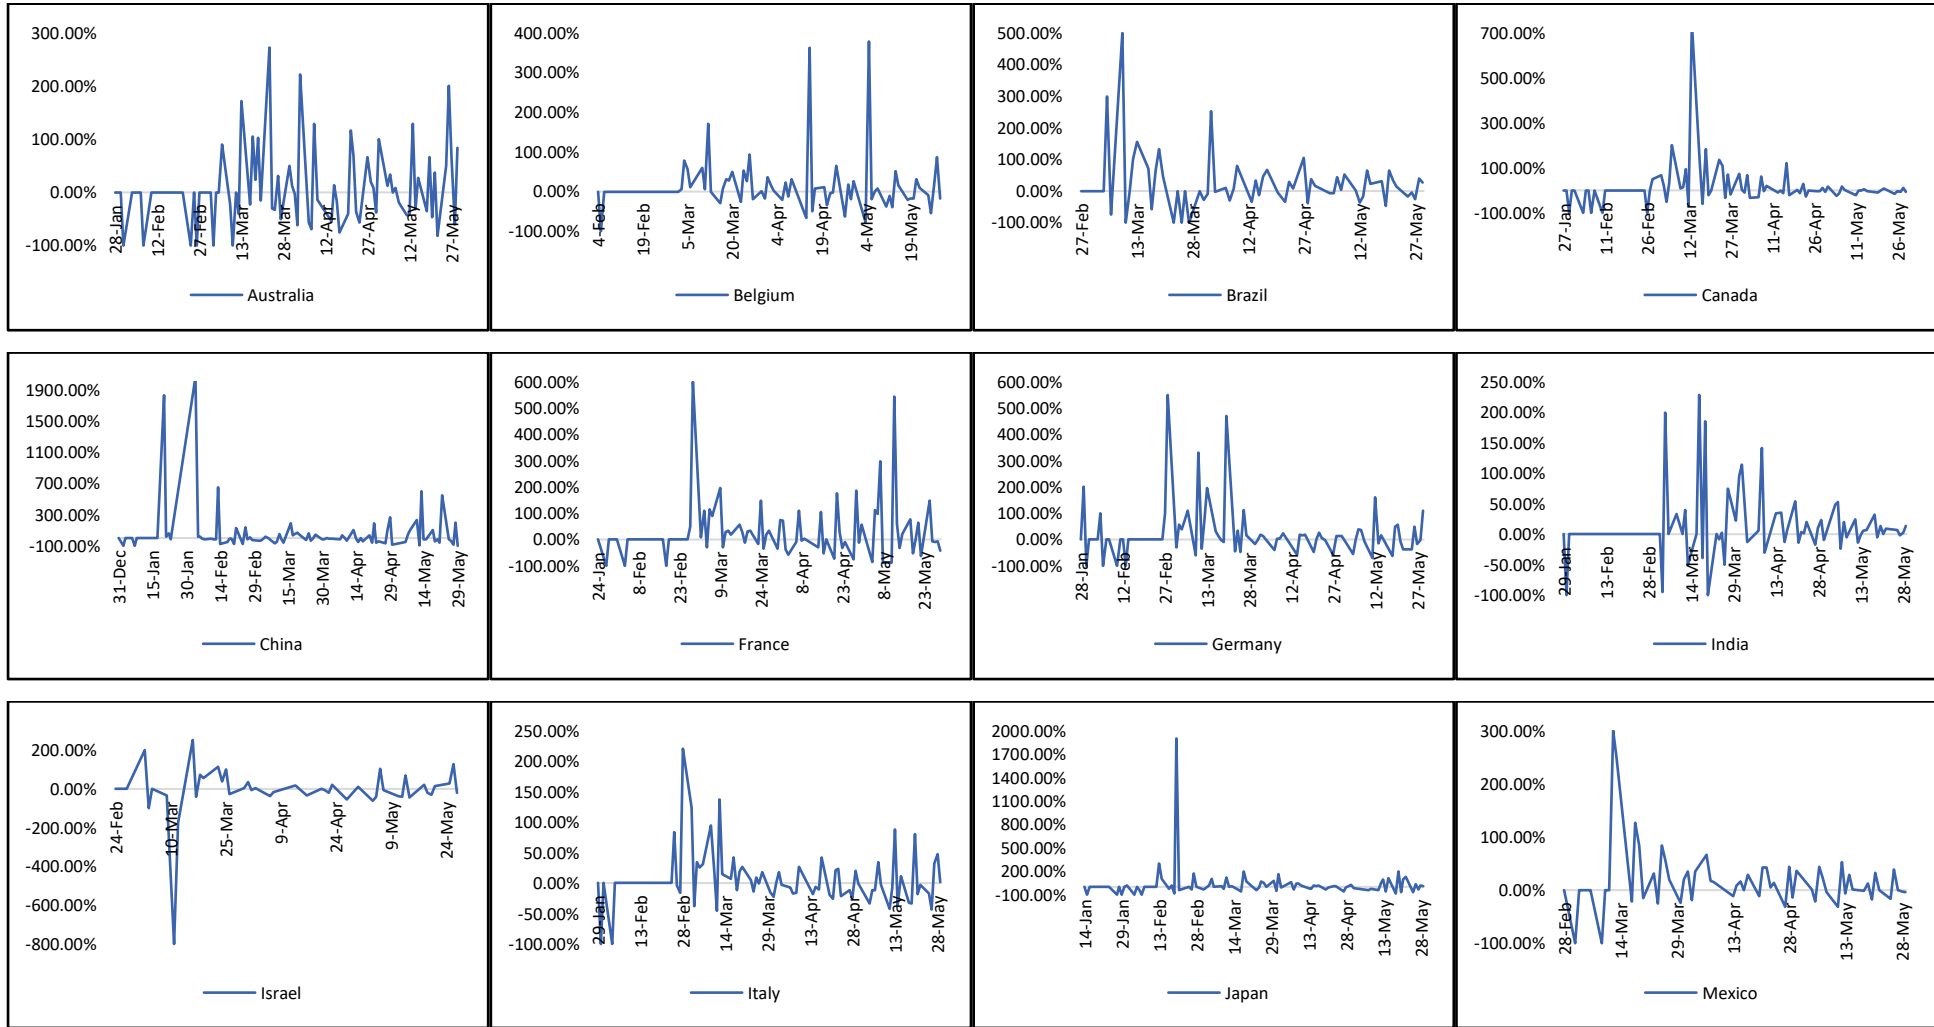 300.00%
200.00%
100.00%
0.00%
-100.00%
28-Jan
12-Feb
27-Feb
13-Mar
28-Mar
12-Apr
27-Apr
12-May
27-May
Australia
400.00%
300.00%
200.00%
100.00%
0.00%
-100.00%
4-Feb
19-Feb
5-Mar
20-Mar
4-Apr
19-Apr
4-May
19-May
Belgium
500.00%
400.00%
300.00%
200.00%
100.00%
0.00%
-100.00%
27-Feb
13-Mar
28-Mar
12-Apr
27-Apr
12-May
27-May
Brazil
700.00%
500.00%
300.00%
100.00%
-100.00%
27-Jan
11-Feb
26-Feb
12-Mar
27-Mar
11-Apr
26-Apr
11-May
26-May
Canada
1900.00%
1500.00%
1100.00%
700.00%
300.00%
-100.00%
31-Dec
15-Jan
30-Jan
14-Feb
29-Feb
15-Mar
30-Mar
14-Apr
29-Apr
14-May
29-May
China
600.00%
500.00%
400.00%
300.00%
200.00%
100.00%
0.00%
-100.00%
24-Jan
8-Feb
23-Feb
9-Mar
24-Mar
8-Apr
23-Apr
8-May
23-May
France
600.00%
500.00%
400.00%
300.00%
200.00%
100.00%
0.00%
-100.00%
28-Jan
12-Feb
27-Feb
13-Mar
28-Mar
12-Apr
27-Apr
12-May
27-May
Germany
250.00%
200.00%
150.00%
100.00%
50.00%
0.00%
-50.00%
-100.00%
29-Jan
13-Feb
28-Feb
14-Mar
29-Mar
13-Apr
28-Apr
13-May
28-May
India
200.00%
0.00%
-200.00%
-400.00%
-600.00%
-800.00%
24-Feb
10-Mar
25-Mar
9-Apr
24-Apr
9-May
24-May
Israel
250.00%
200.00%
150.00%
100.00%
50.00%
0.00%
-50.00%
-100.00%
29-Jan
13-Feb
28-Feb
14-Mar
29-Mar
13-Apr
28-Apr
13-May
28-May
Italy
2000.00%
1700.00%
1400.00%
1100.00%
800.00%
500.00%
200.00%
-100.00%
14-Jan
29-Jan
13-Feb
28-Feb
14-Mar
29-Mar
13-Apr
28-Apr
13-May
28-May
Japan
300.00%
200.00%
100.00%
0.00%
-100.00%
28-Feb
14-Mar
29-Mar
13-Apr
28-Apr
13-May
28-May
Mexico